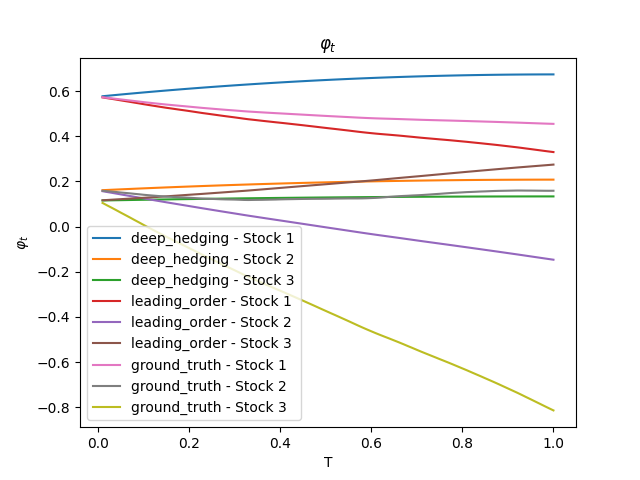 φt
0.6
0.4
0.2
0.0
−0.2
−0.4
−0.6
−0.8
φt
deep_hedging - Stock 1
deep_hedging - Stock 2
deep_hedging - Stock 3
leading_order - Stock 1
leading_order - Stock 2
leading_order - Stock 3
ground_truth - Stock 1
ground_truth - Stock 2
ground_truth - Stock 3
0.0 0.2 0.4 0.6 0.8 1.0
T